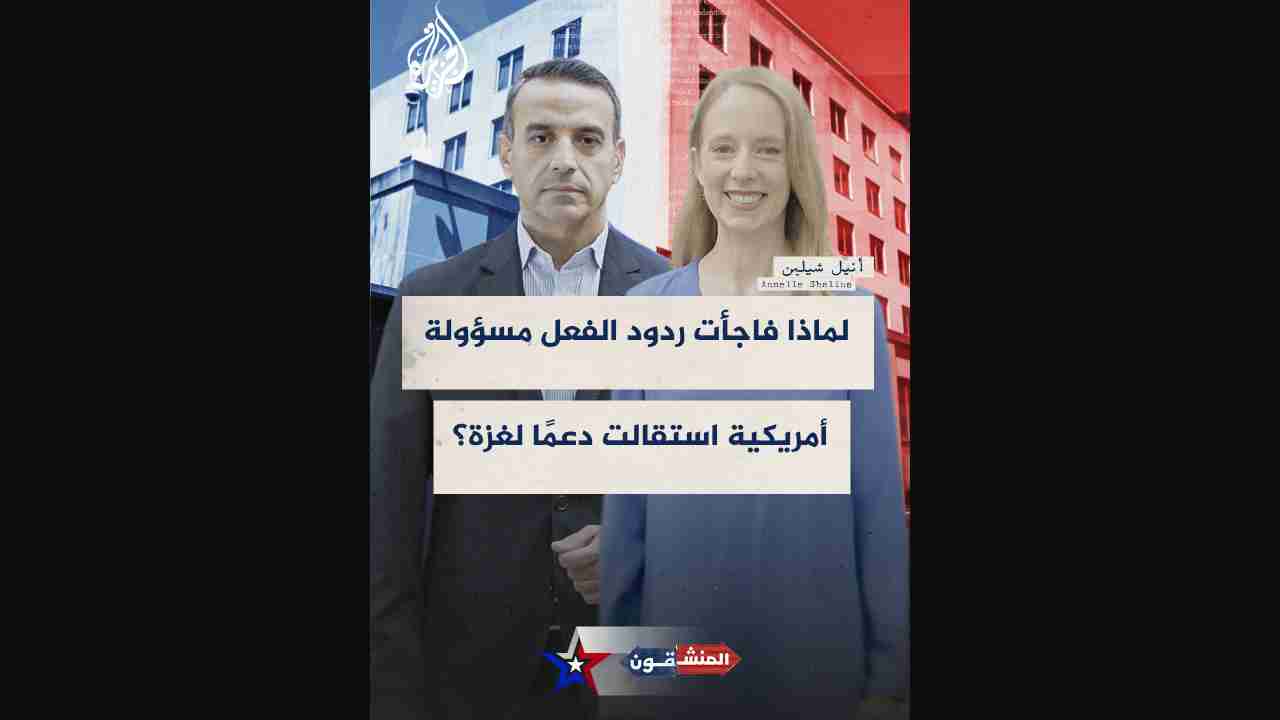 أنيل شيلين
Annelle Sheline
لماذا فاجأت ردود الفعل مسؤولة
أمريكية استقالت دعمًا لغزة؟
المنشقون